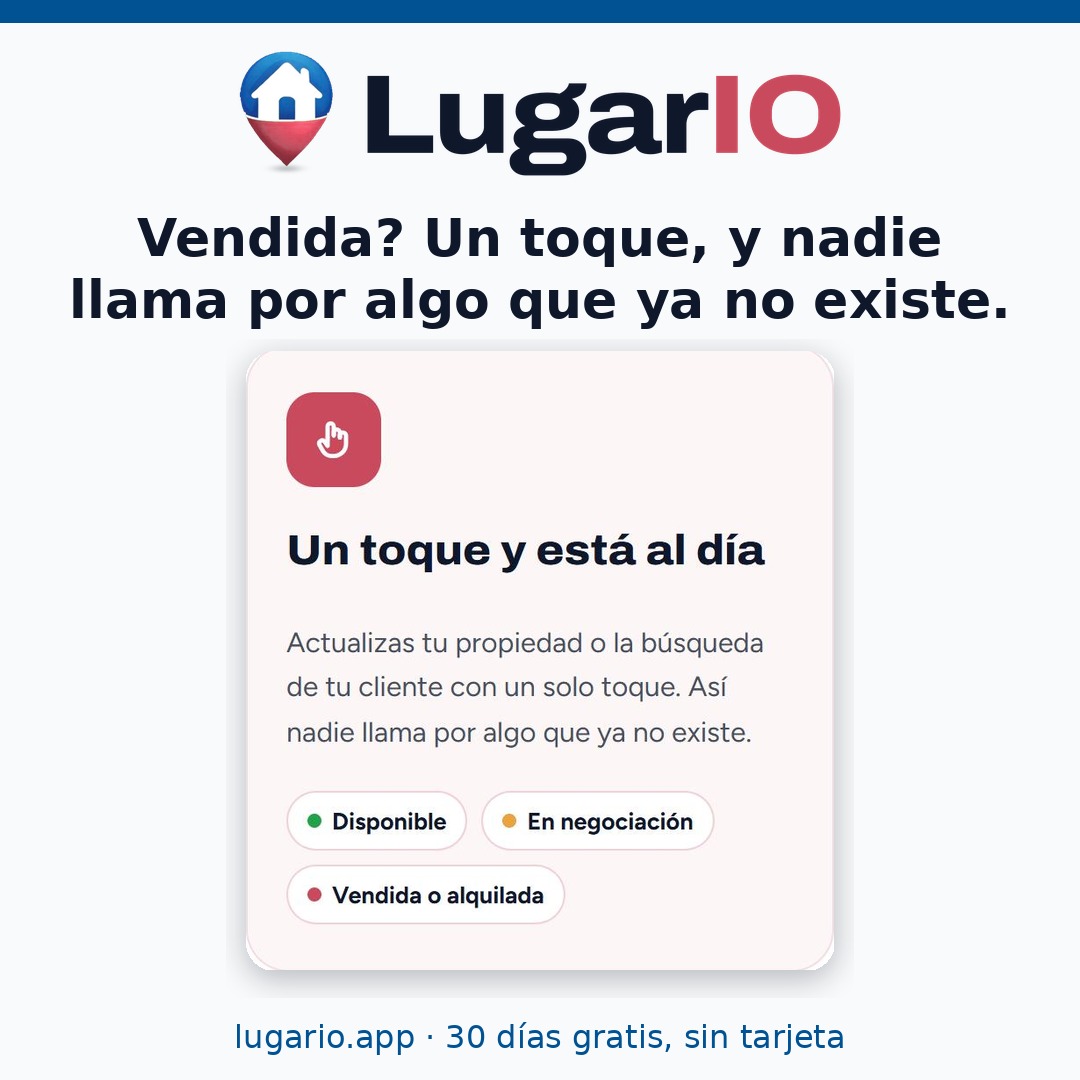 LugarIO
Vendida? Un toque, y nadie
llama por algo que ya no existe.
Un toque y está al día
Actualizas tu propiedad o la búsqueda
de tu cliente con un solo toque. Así
nadie llama por algo que ya no existe.
Disponible
En negociación
Vendida o alquilada
lugario.app · 30 días gratis, sin tarjeta